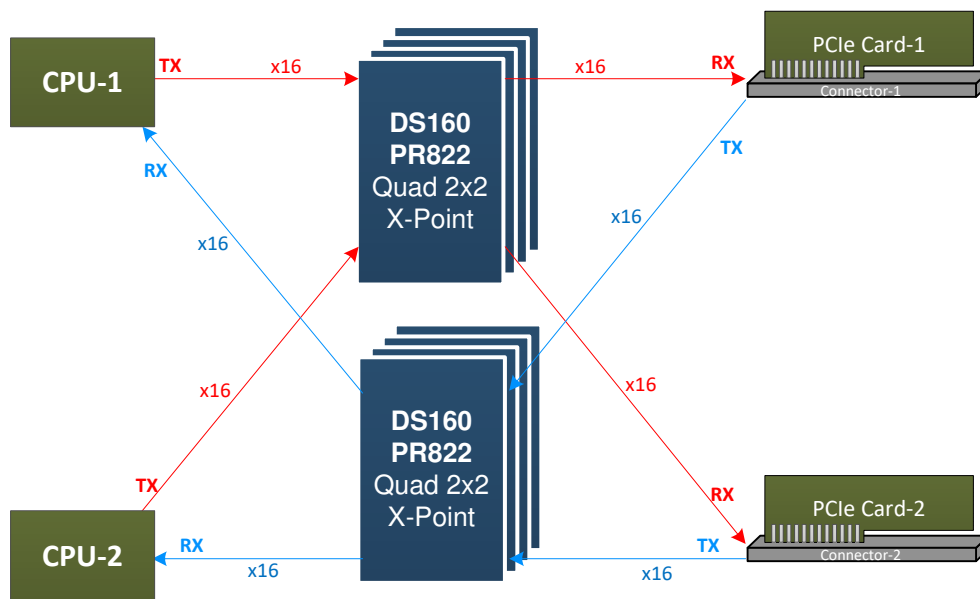 CPU-1
TX
x16
x16
RX
PCIe Card-1
Connector-1
DS160
PR822
Quad 2x2
X-Point
RX
TX
x16
x16
x16
x16
DS160
PR822
Quad 2x2
X-Point
TX
RX
PCIe Card-2
Connector-2
CPU-2
RX
x16
TX
x16